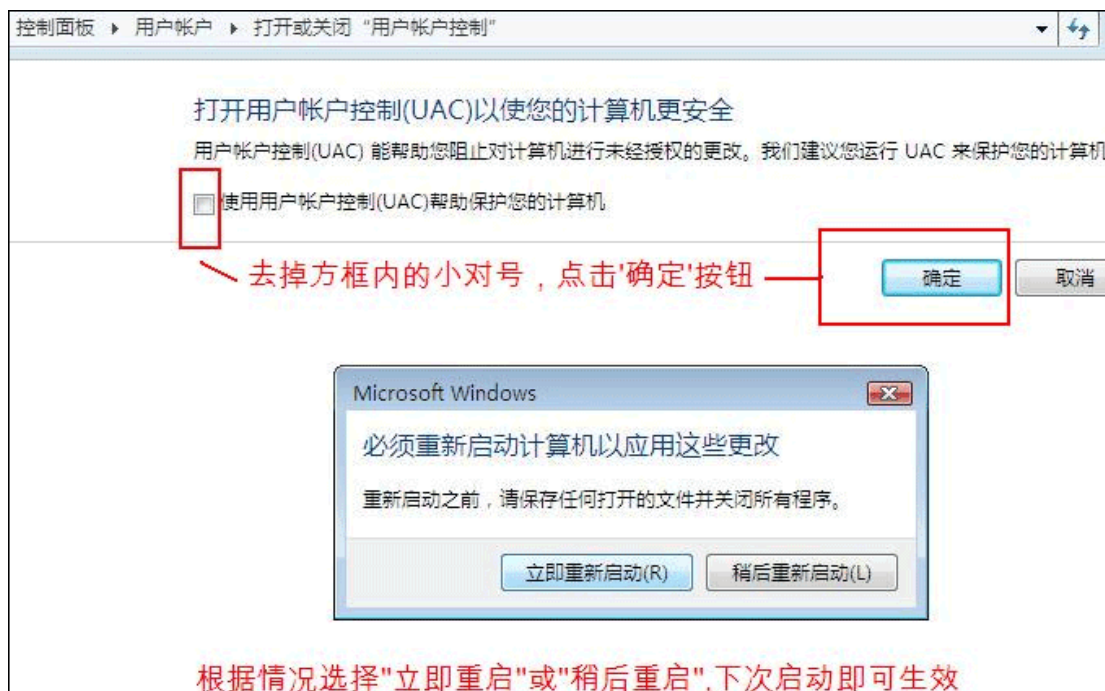 控制面板 ▸ 用户帐户 ▸ 打开或关闭“用户帐户控制”
打开用户帐户控制(UAC)以使您的计算机更安全
用户帐户控制(UAC) 能帮助您阻止对计算机进行未经授权的更改。我们建议您运行 UAC 来保护您的计算机
使用用户帐户控制(UAC)帮助保护您的计算机
去掉方框内的小对号，点击'确定'按钮
确定 取消
Microsoft Windows
必须重新启动计算机以应用这些更改
重新启动之前，请保存任何打开的文件并关闭所有程序。
立即重新启动(R) 稍后重新启动(L)
根据情况选择"立即重启"或"稍后重启",下次启动即可生效